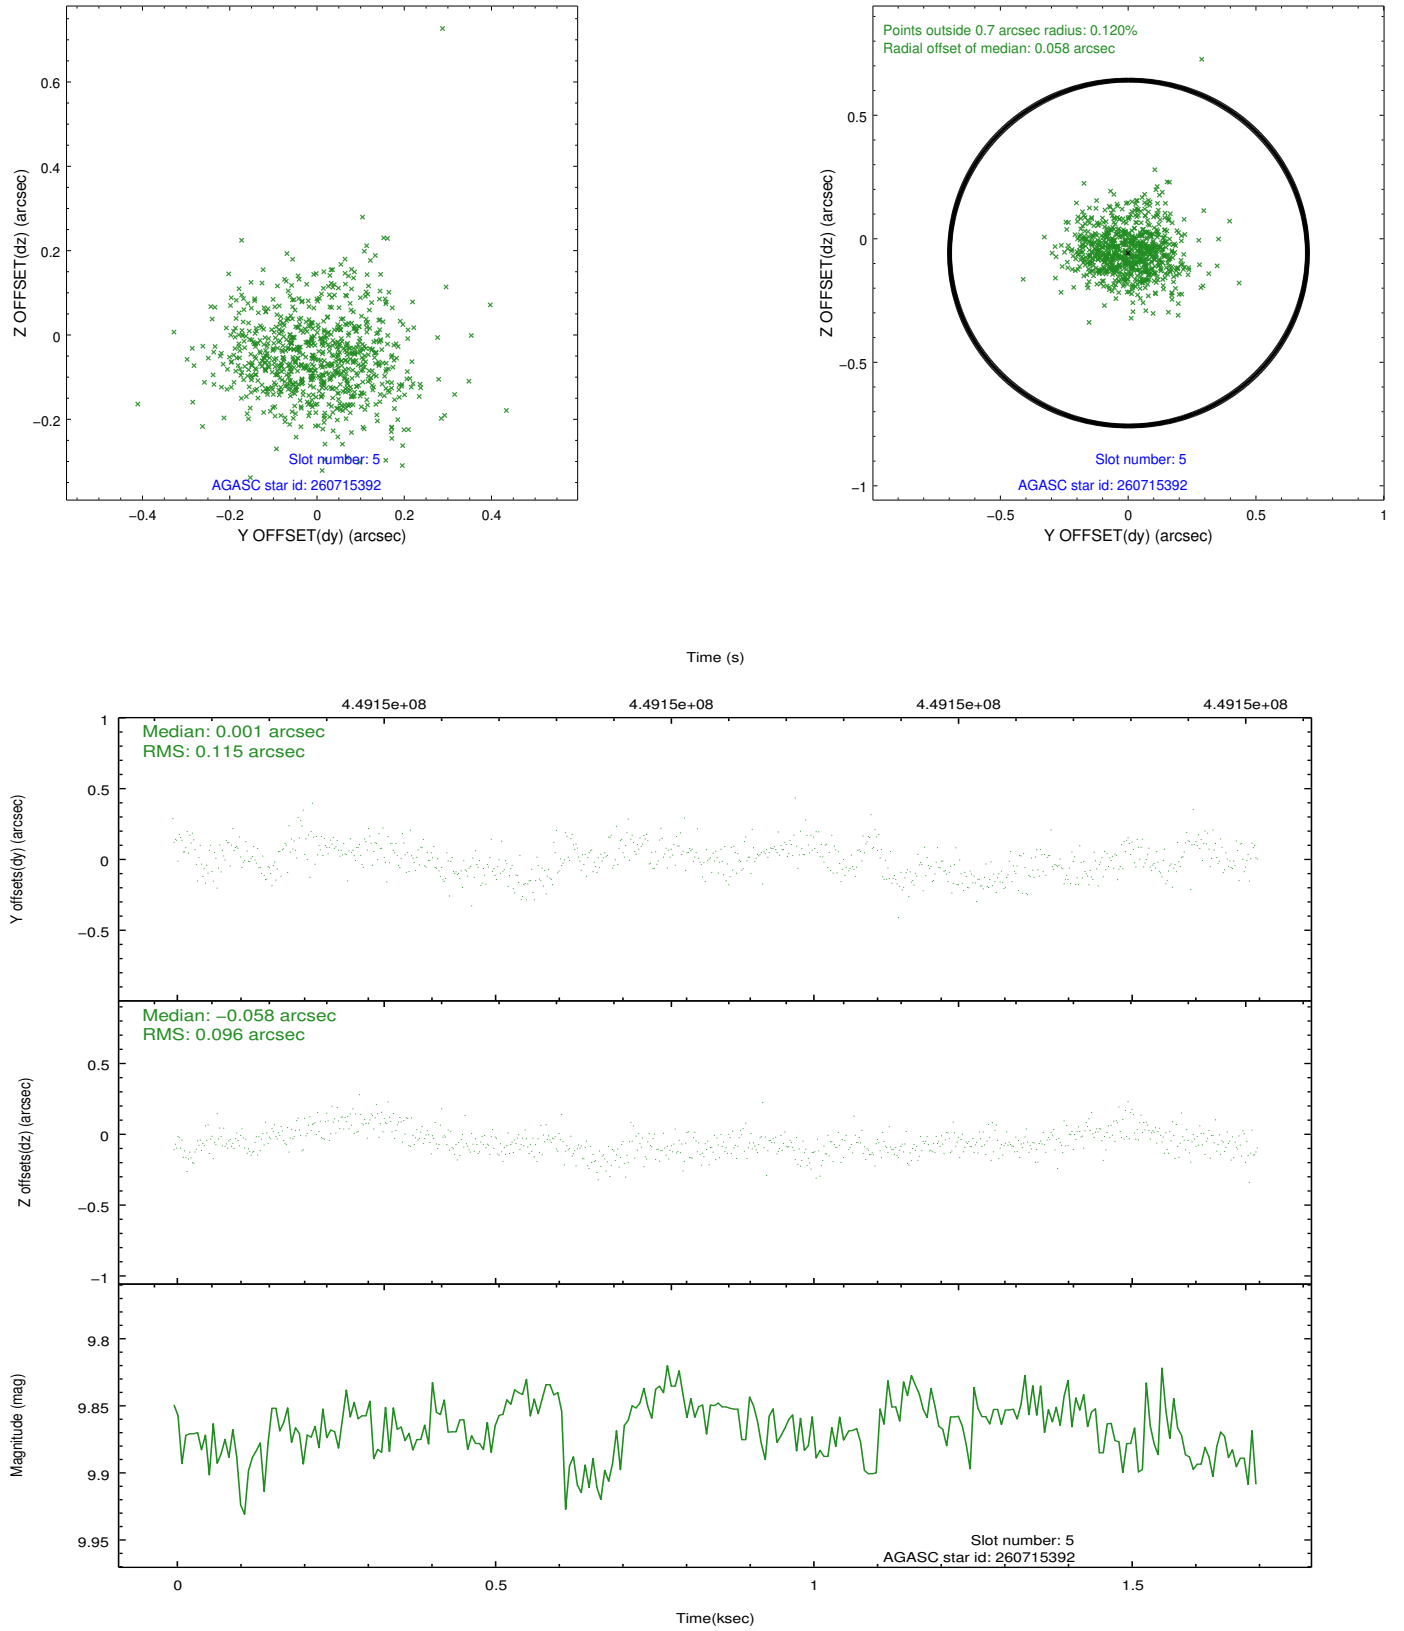 0.6
0.4
0.2
0
−0.2
Z OFFSET(dz) (arcsec)
Slot number: 5
AGASC star id: 260715392
−0.4 −0.2 0 0.2 0.4
Y OFFSET(dy) (arcsec)
Points outside 0.7 arcsec radius: 0.120%
Radial offset of median: 0.058 arcsec
0.5
0
−0.5
−1
Z OFFSET(dz) (arcsec)
Slot number: 5
AGASC star id: 260715392
−0.5 0 0.5 1
Y OFFSET(dy) (arcsec)
Time (s)
4.4915e+08 4.4915e+08 4.4915e+08 4.4915e+08
Median: 0.001 arcsec
RMS: 0.115 arcsec
1
0.5
0
−0.5
Y offsets(dy) (arcsec)
Median: −0.058 arcsec
RMS: 0.096 arcsec
0.5
0
−0.5
−1
Z offsets(dz) (arcsec)
9.8
9.85
9.9
9.95
Magnitude (mag)
Slot number: 5
AGASC star id: 260715392
0 0.5 1 1.5
Time(ksec)